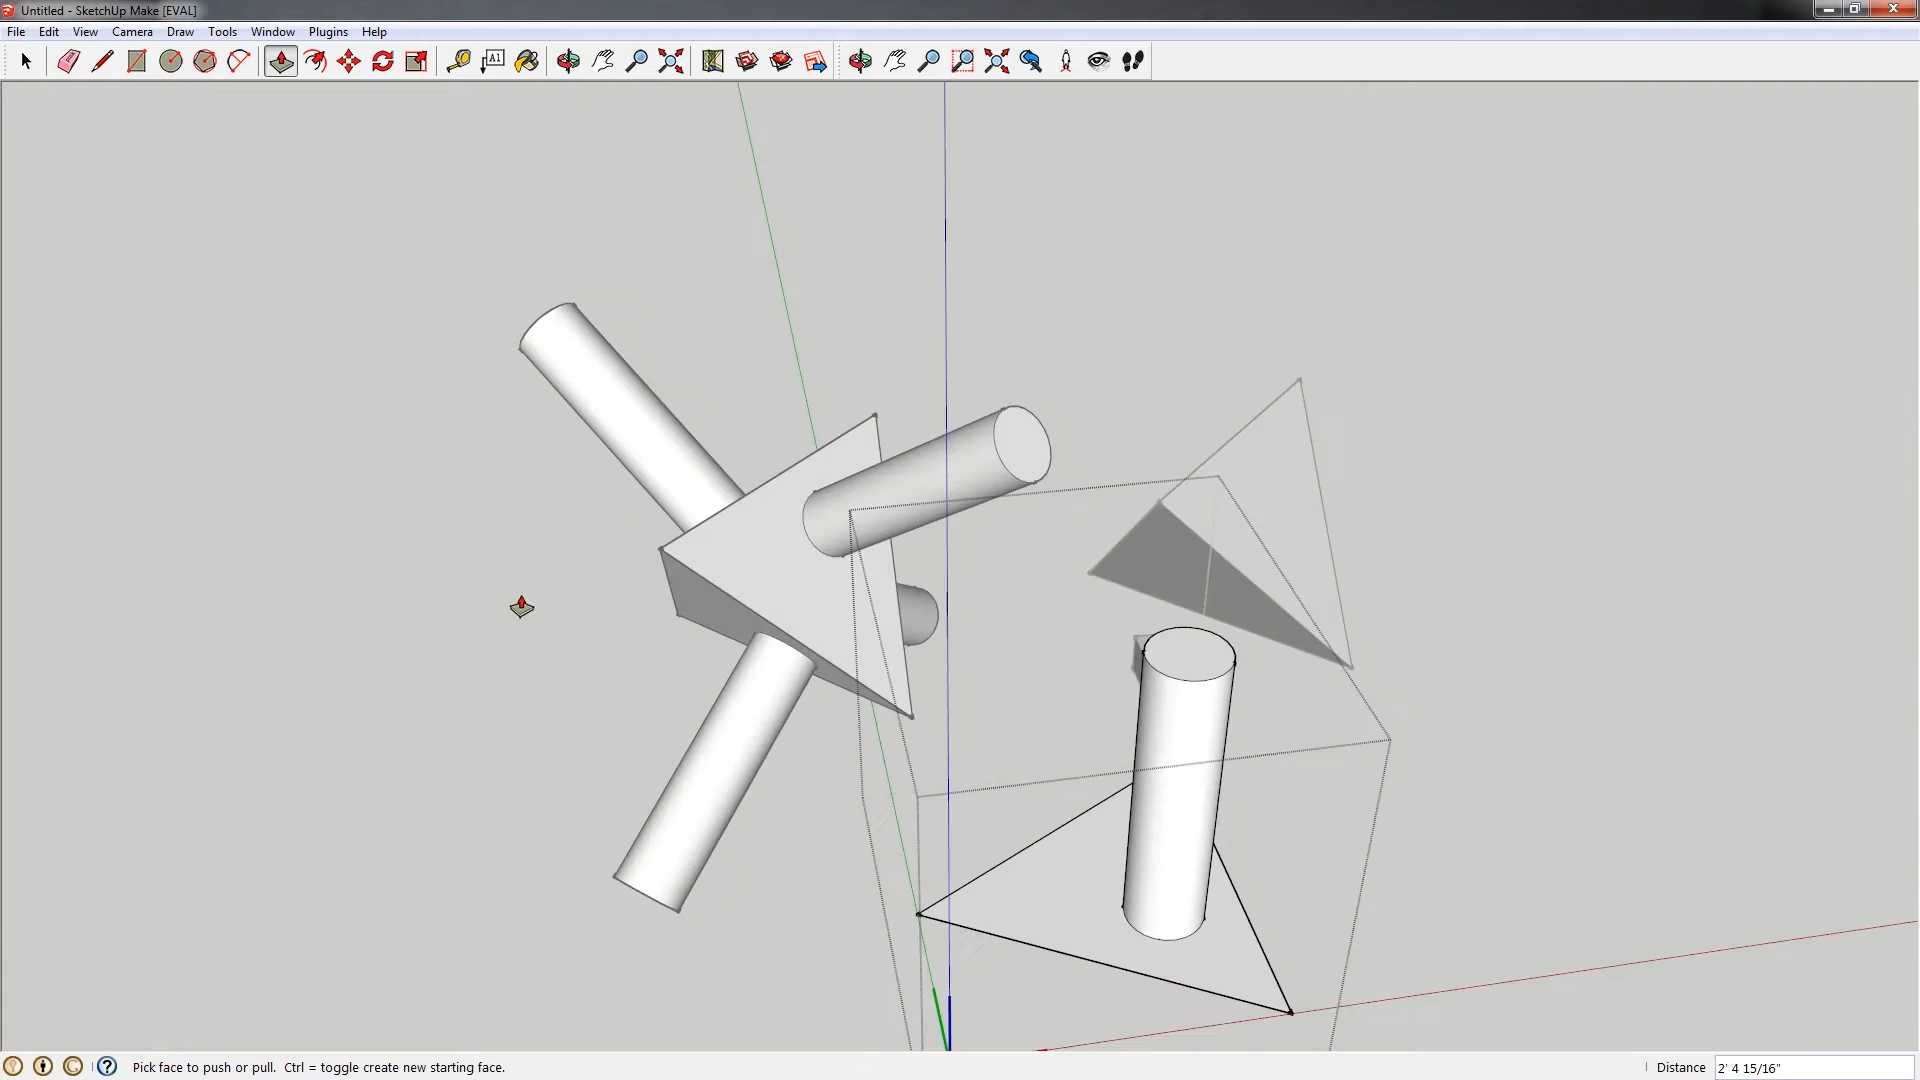 Untitled - SketchUp Make [EVAL]
File Edit View Camera Draw Tools Window Plugins Help
A1
Pick face to push or pull. Ctrl = toggle create new starting face. Distance 2' 4 15/16"